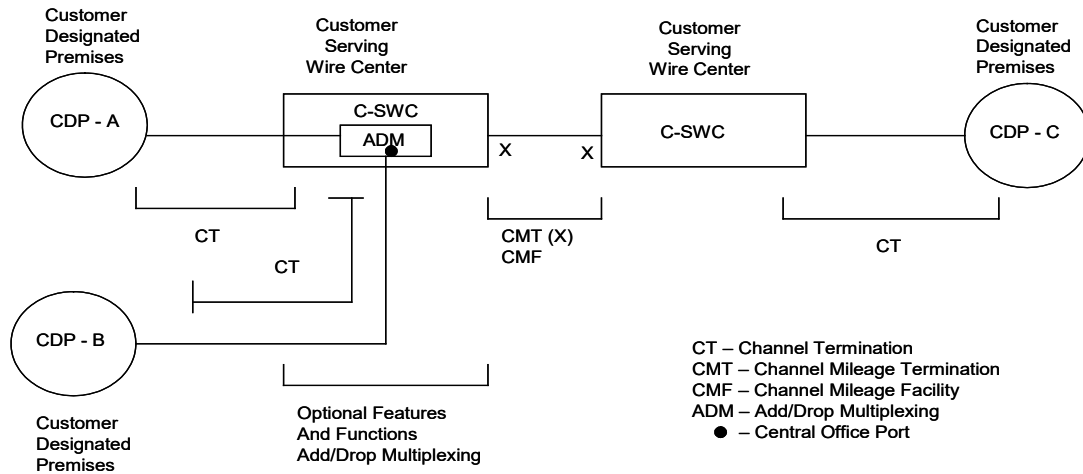 Customer
Designated
Premises
Customer
Serving
Wire Center
Customer
Serving
Wire Center
Customer
Designated
Premises
CDP - A
C-SWC
ADM
X
X
C-SWC
CDP - C
CT
CMT (X)
CMF
CT
CT
CDP - B
CT – Channel Termination
CMT – Channel Mileage Termination
CMF – Channel Mileage Facility
ADM – Add/Drop Multiplexing
● – Central Office Port
Optional Features
And Functions
Add/Drop Multiplexing
Customer
Designated
Premises